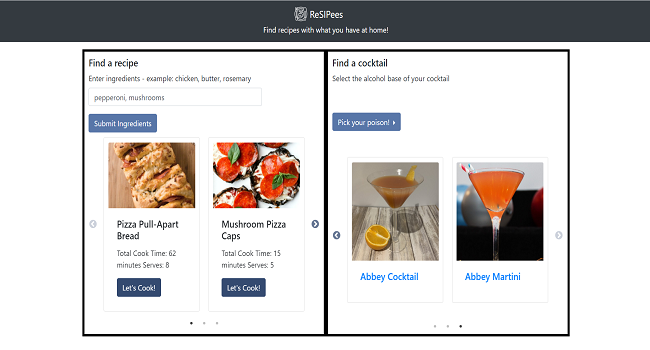 ReSIPees
Find recipes with what you have at home!
Find a recipe
Enter ingredients - example: chicken, butter, rosemary
pepperoni, mushrooms
Submit Ingredients
Pizza Pull-Apart
Bread
Total Cook Time: 62
minutes Serves: 8
Let's Cook!
Mushroom Pizza
Caps
Total Cook Time: 15
minutes Serves: 5
Let's Cook!
Find a cocktail
Select the alcohol base of your cocktail
Pick your poison!
Abbey Cocktail
Abbey Martini